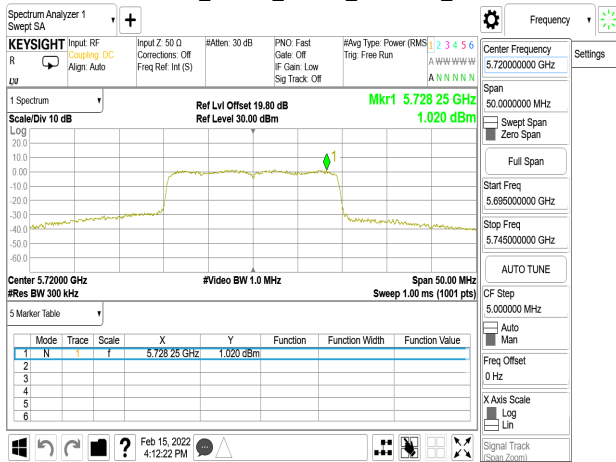 Spectrum Analyzer 1
Swept SA
Frequency
Settings
KEYSIGHT
R
LXI
Input: RF
Coupling: DC
Align: Auto
Input Z: 50 Ω
Corrections: Off
Freq Ref: Int (S)
#Atten: 30 dB
PNO: Fast
Gate: Off
IF Gain: Low
Sig Track: Off
#Avg Type: Power (RMS
Trig: Free Run
1 2 3 4 5 6
A W W W W W
A N N N N N
1 Spectrum
Scale/Div 10 dB
Ref Lvl Offset 19.80 dB
Ref Level 30.00 dBm
Mkr1 5.728 25 GHz
1.020 dBm
Log
20.0
10.0
0.00
-10.0
-20.0
-30.0
-40.0
-50.0
-60.0
1
Center 5.72000 GHz
#Res BW 300 kHz
#Video BW 1.0 MHz
Span 50.00 MHz
Sweep 1.00 ms (1001 pts)
5 Marker Table
Mode Trace Scale X Y Function Function Width Function Value
1 N 1 f 5.728 25 GHz 1.020 dBm
2
3
4
5
6
Feb 15, 2022
4:12:22 PM
?
Center Frequency
5.720000000 GHz
Span
50.0000000 MHz
Swept Span
Zero Span
Full Span
Start Freq
5.695000000 GHz
Stop Freq
5.745000000 GHz
AUTO TUNE
CF Step
5.000000 MHz
Auto
Man
Freq Offset
0 Hz
X Axis Scale
Log
Lin
Signal Track
(Span Zoom)